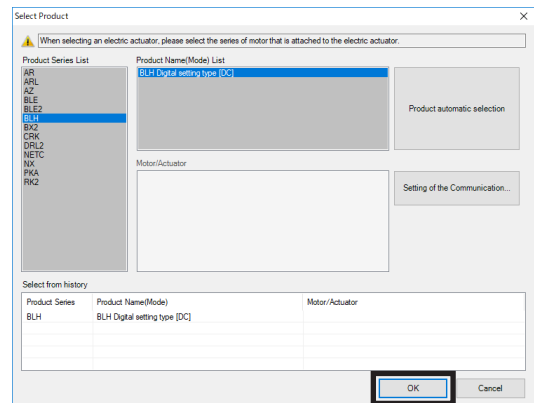 Select Product
When selecting an electric actuator, please select the series of motor that is attached to the electric actuator.
Product Series List
Product Name(Mode) List
AR
ARL
AZ
BLE
BLE2
BLH
BX2
CRK
DRL2
NETC
NX
PKA
RK2
BLH Digital setting type [DC]
Product automatic selection
Motor/Actuator
Setting of the Communication...
Select from history
Product Series Product Name(Mode) Motor/Actuator
BLH BLH Digital setting type [DC]
OK Cancel